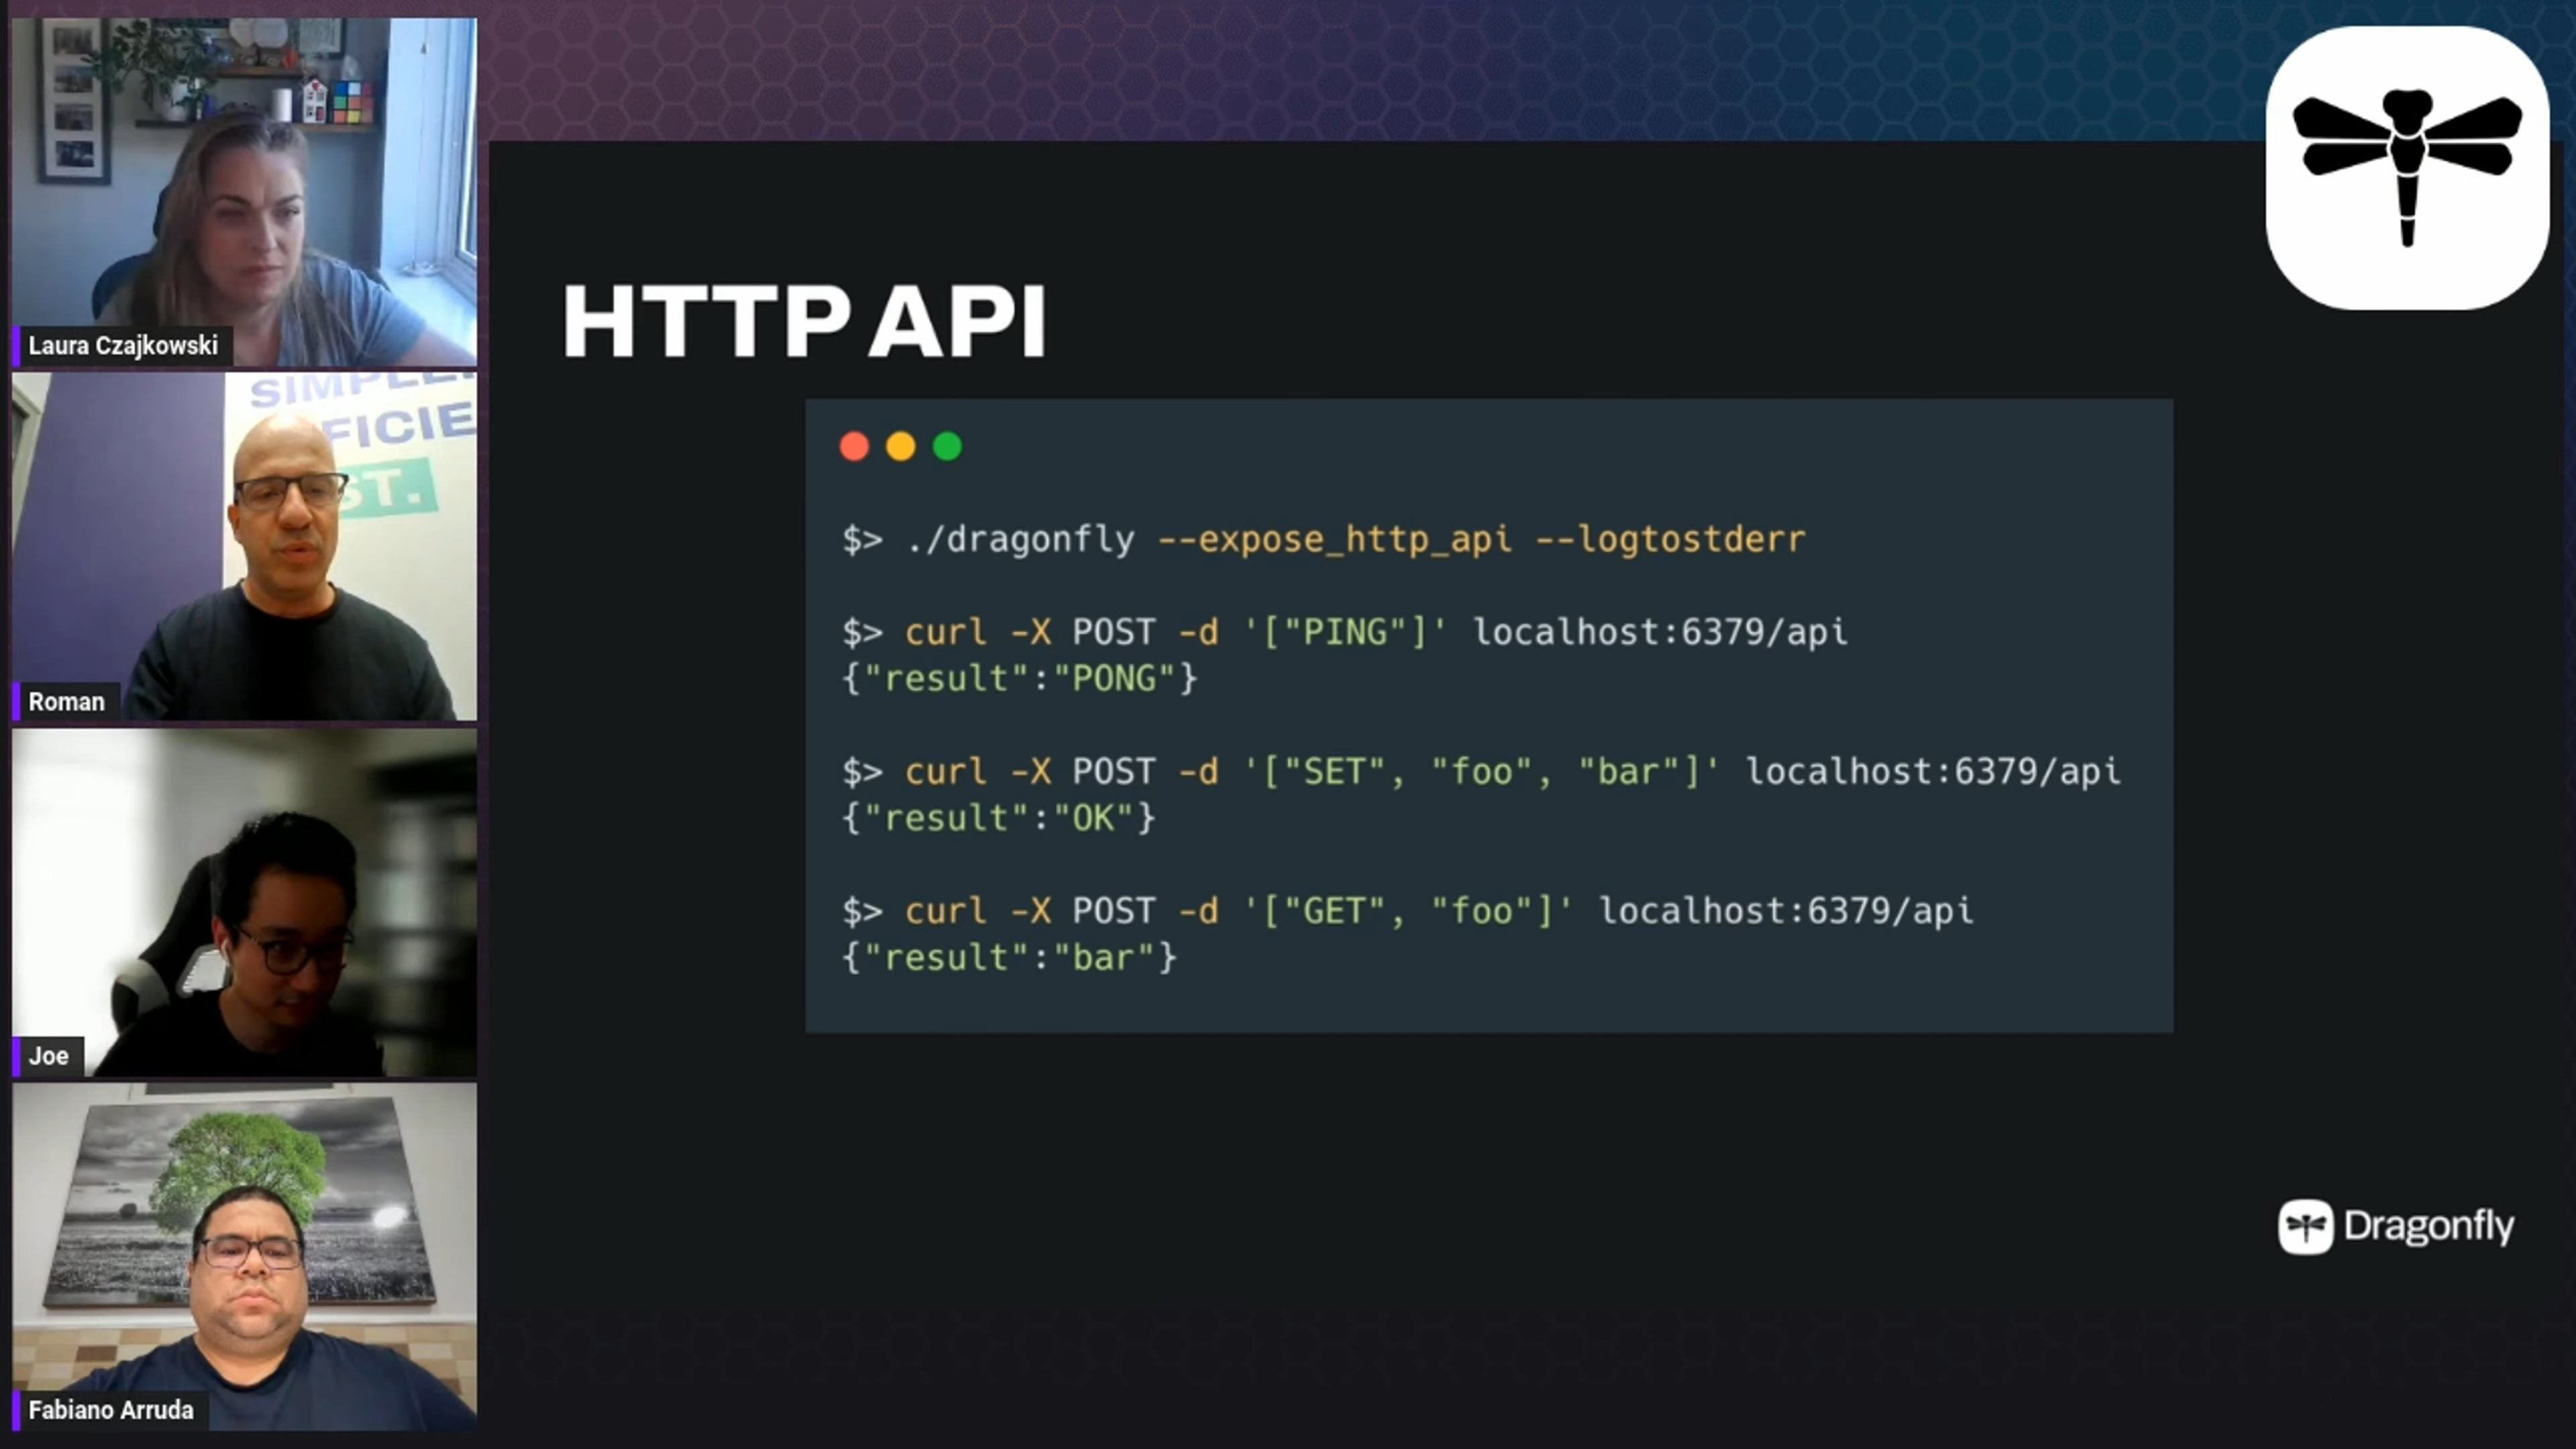 Laura Czajkowski
FICIE
ST.
Roman
Joe
Fabiano Arruda
HTTP API
$> ./dragonfly --expose_http_api --logtostderr
$> curl -X POST -d '["PING"]' localhost:6379/api
{"result":"PONG"}
$> curl -X POST -d '["SET", "foo", "bar"]' localhost:6379/api
{"result":"OK"}
$> curl -X POST -d '["GET", "foo"]' localhost:6379/api
{"result":"bar"}
Dragonfly